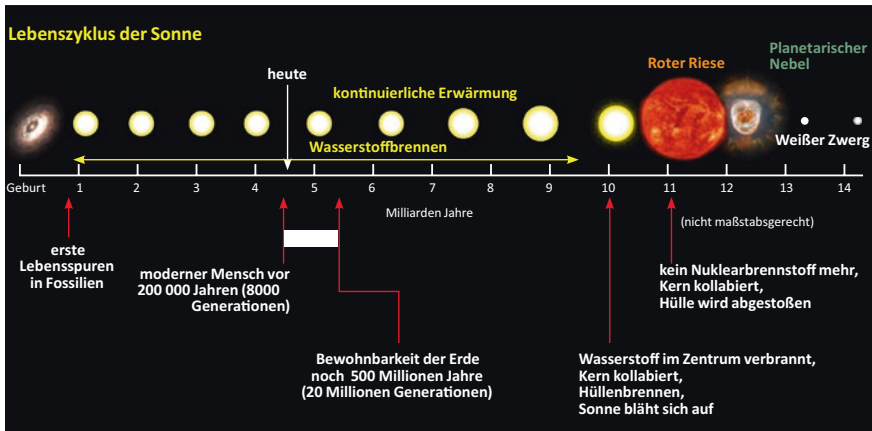 Lebenszyklus der Sonne
heute
kontinuierliche Erwärmung
Roter Riese
Planetarischer
Nebel
Wasserstoffbrennen
Weißer Zwerg
Geburt 1 2 3 4 5 6 7 8 9 10 11 12 13 14
Milliarden Jahre
(nicht maßstabsgerecht)
erste
Lebensspuren
in Fossilien
moderner Mensch vor
200 000 Jahren (8000
Generationen)
Bewohnbarkeit der Erde
noch 500 Millionen Jahre
(20 Millionen Generationen)
Wasserstoff im Zentrum verbrannt,
Kern kollabiert,
Hüllenbrennen,
Sonne bläht sich auf
kein Nuklearbrennstoff mehr,
Kern kollabiert,
Hülle wird abgestoßen